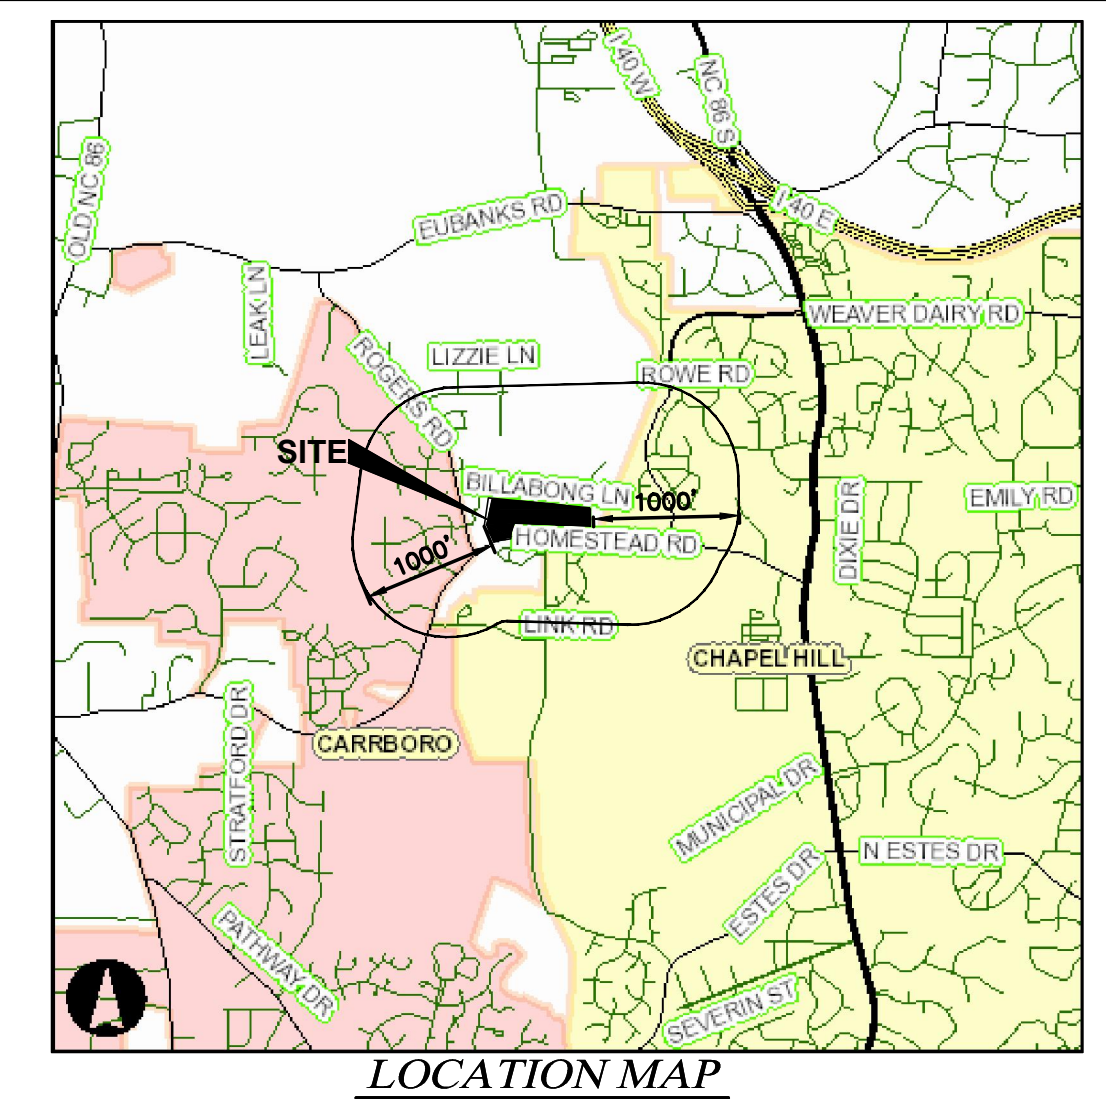 I 40 W
NC 86 S
OLD NC 86
I-40 E
EUBANKS RD
LEAK LN
WEAVER DAIRY RD
ROGERS RD
LIZZIE LN
ROWE RD
SITE
BILLABONG LN
1000'
EMILY RD
DIXIE DR
HOMESTEAD RD
1000'
LINK RD
CHAPEL HILL
STRATFORD DR
CARRBORO
MUNICIPAL DR
N ESTES DR
ESTES DR
PATHWAY DR
SEVERIN ST
LOCATION MAP